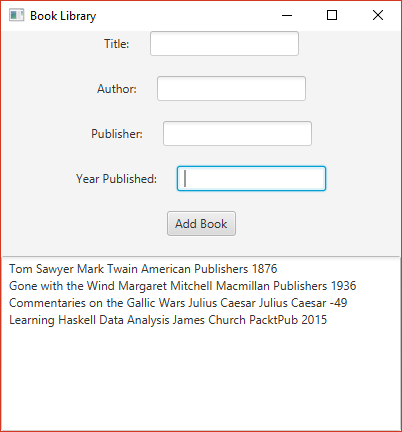 Book Library
Title:
Author:
Publisher:
Year Published:
Add Book
Tom Sawyer Mark Twain American Publishers 1876
Gone with the Wind Margaret Mitchell Macmillan Publishers 1936
Commentaries on the Gallic Wars Julius Caesar Julius Caesar -49
Learning Haskell Data Analysis James Church PacktPub 2015